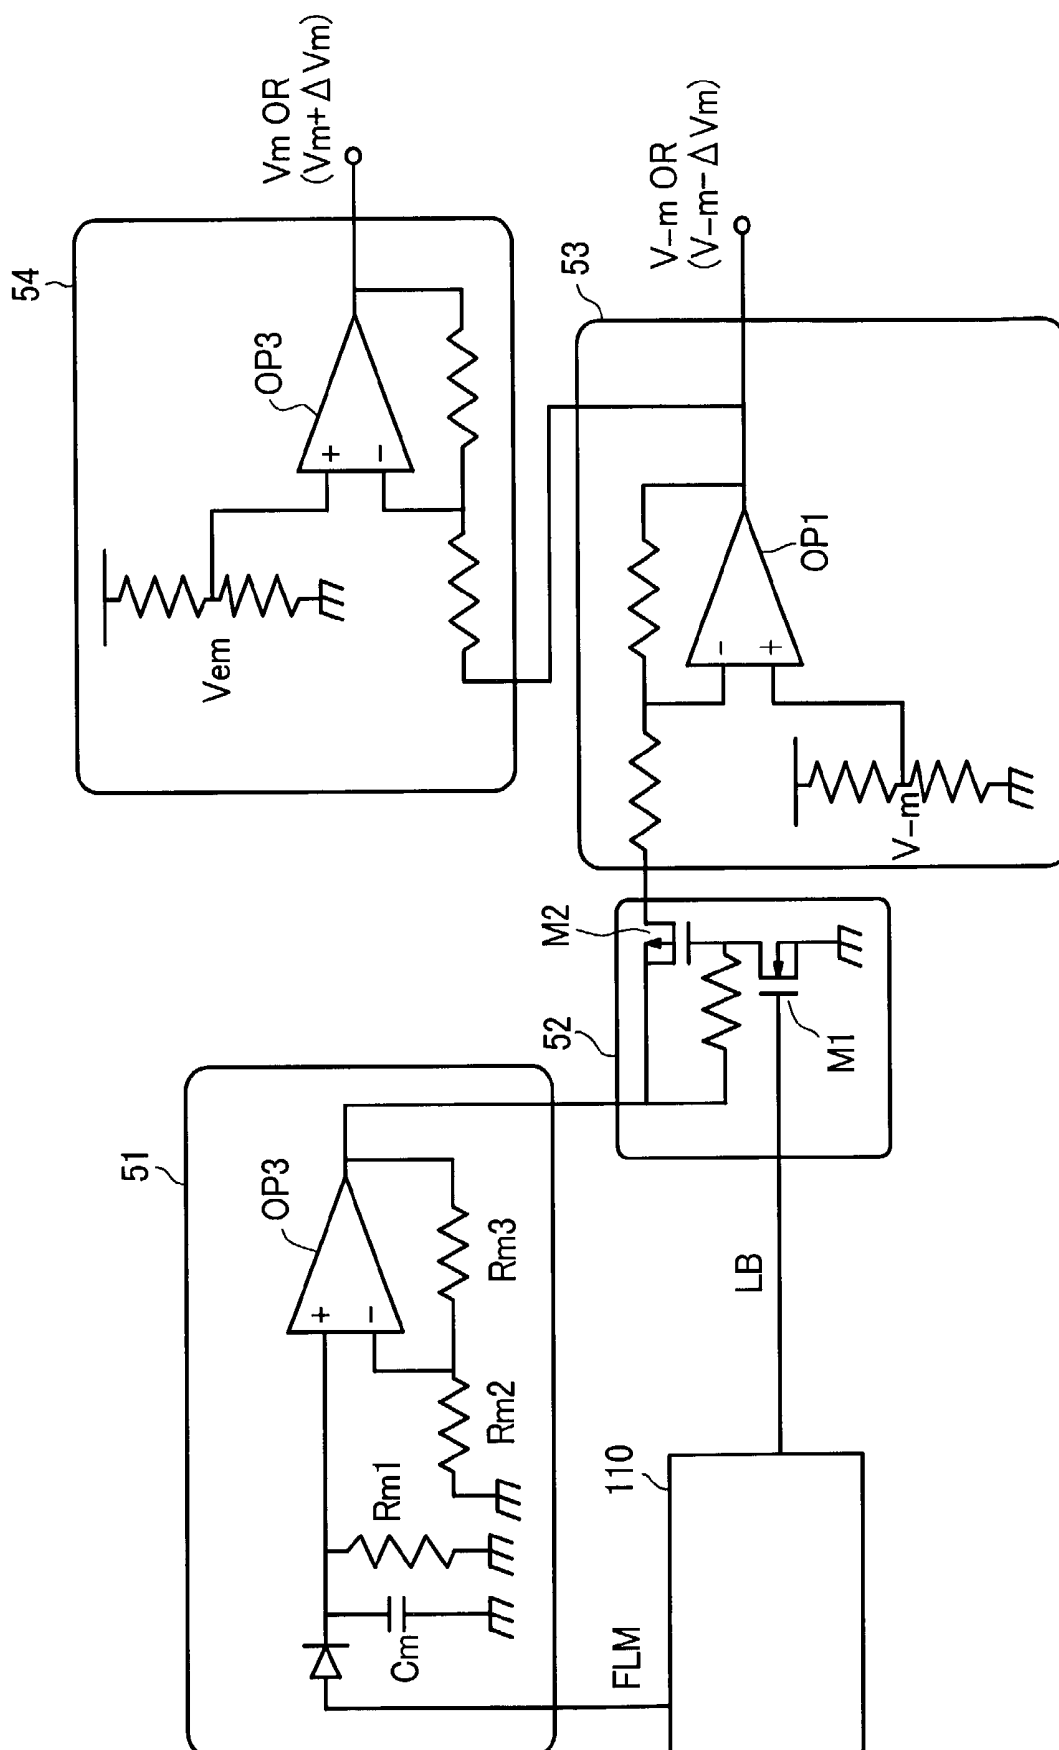 54
OP3
+
-
Vem
Vm OR
(Vm+ΔVm)
53
OP1
-
+
V-m
V-m OR
(V-m-ΔVm)
52
M2
M1
51
OP3
+
-
Rm1
Rm2
Rm3
Cm
FLM
110
LB